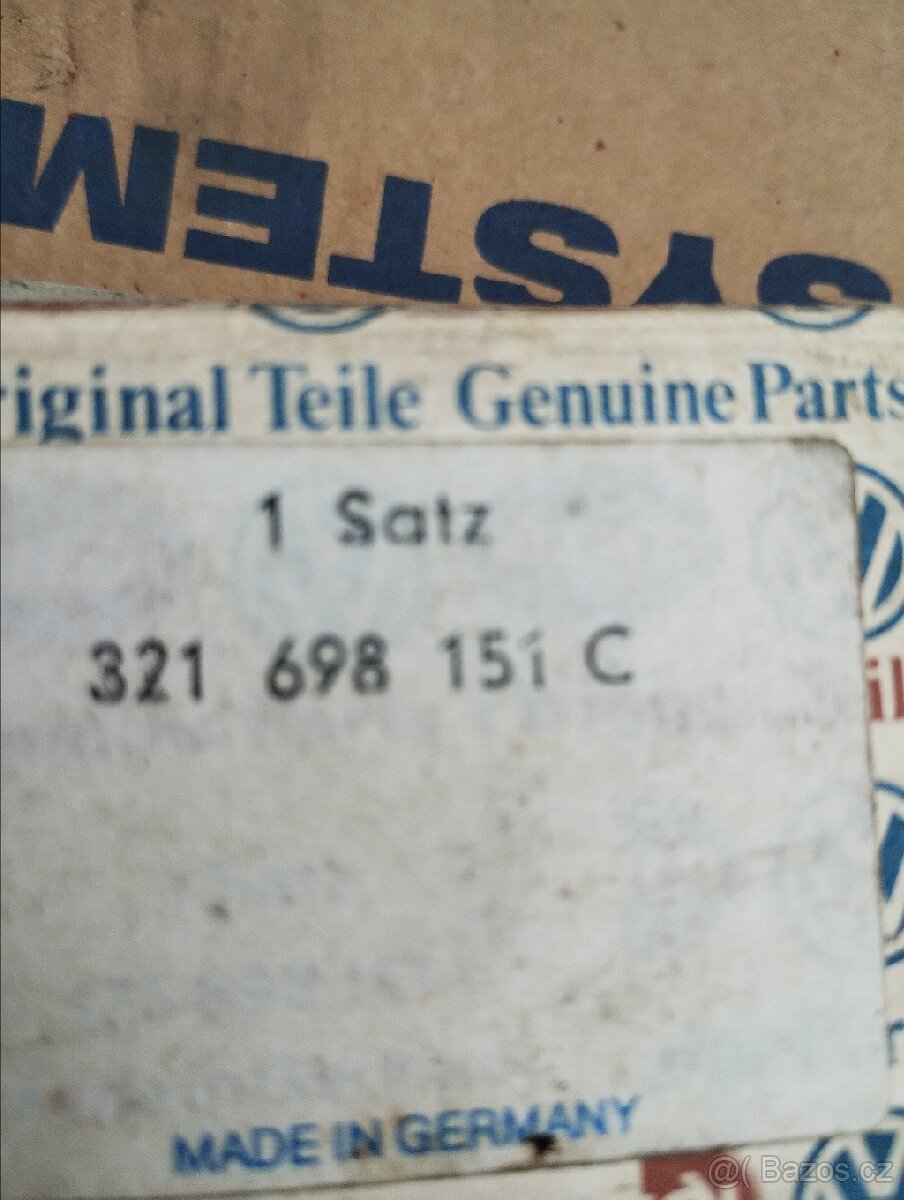 SYSTEM
riginal Teile Genuine Parts
1 Satz
321 698 151 C
MADE IN GERMANY
@( Bazos.cz